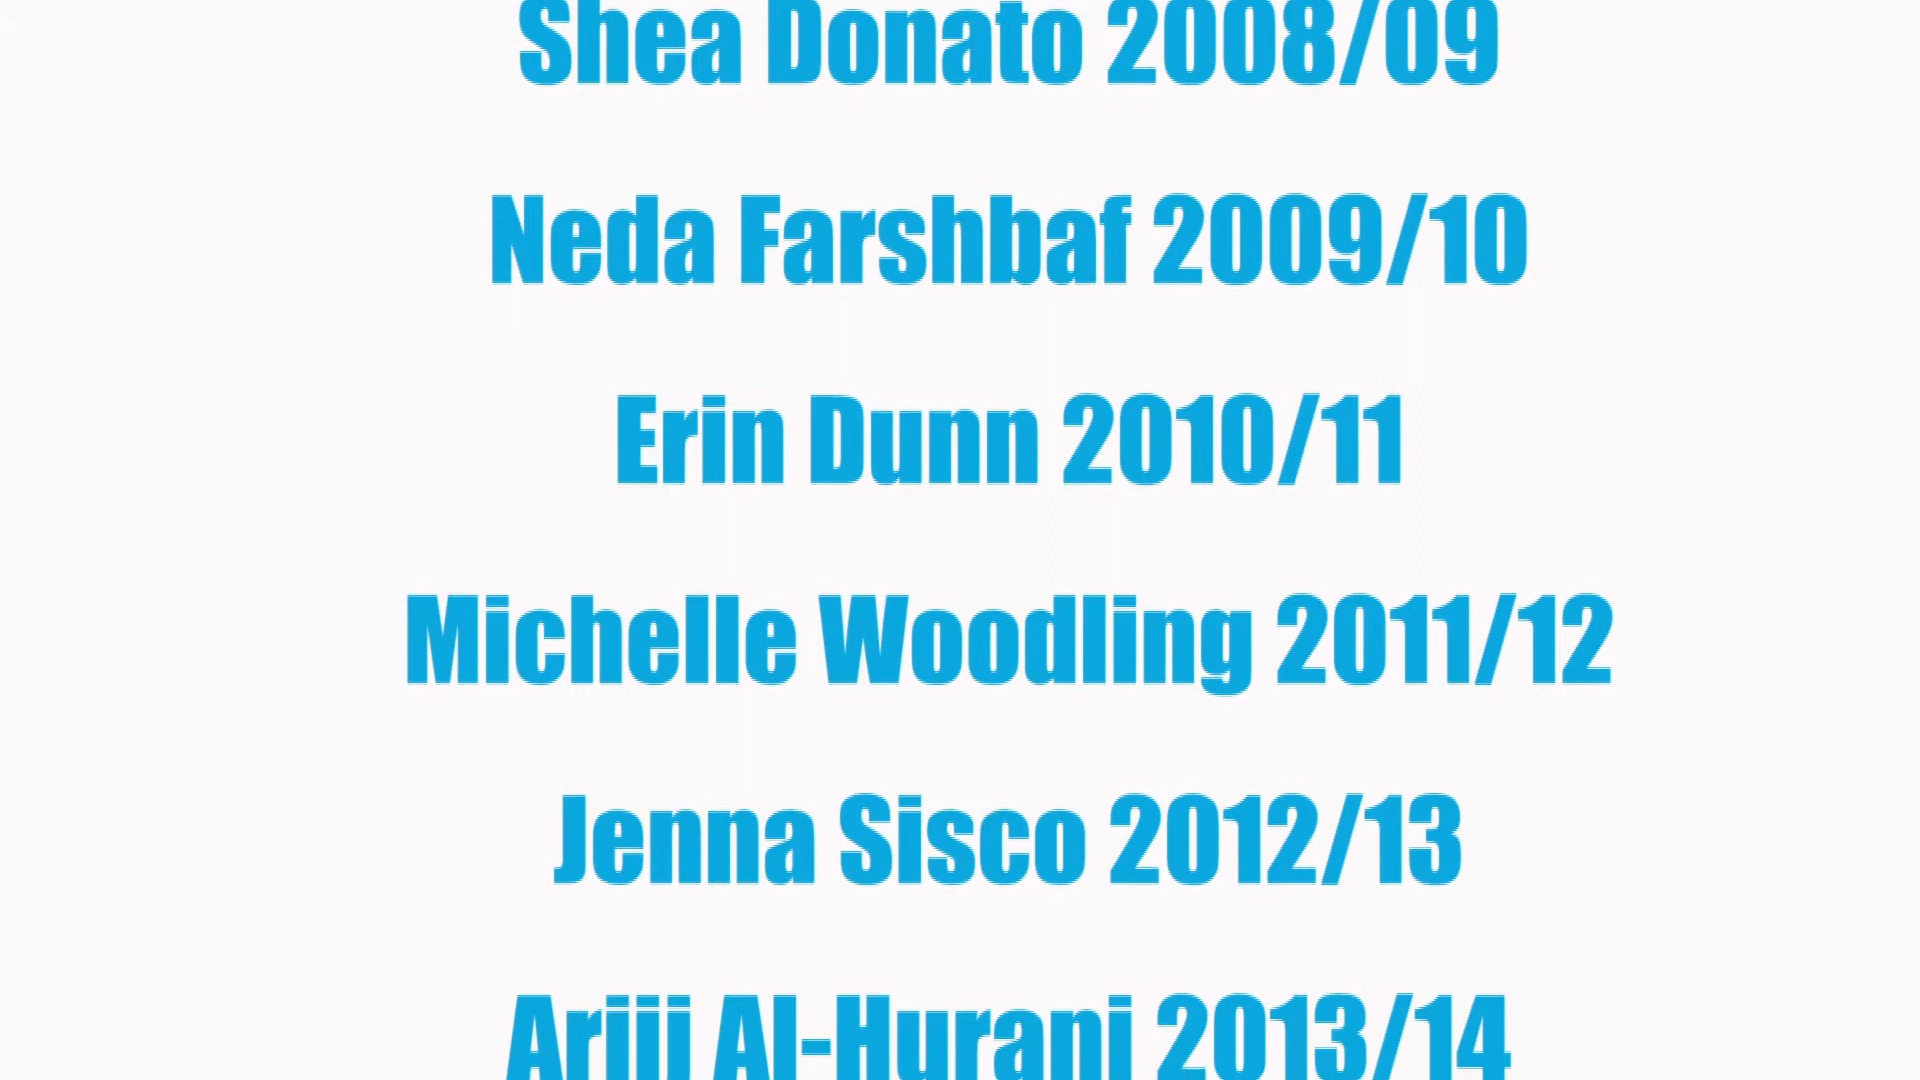 Shea Donato 2008/09
Neda Farshbaf 2009/10
Erin Dunn 2010/11
Michelle Woodling 2011/12
Jenna Sisco 2012/13
Al-Hurani 2013/14